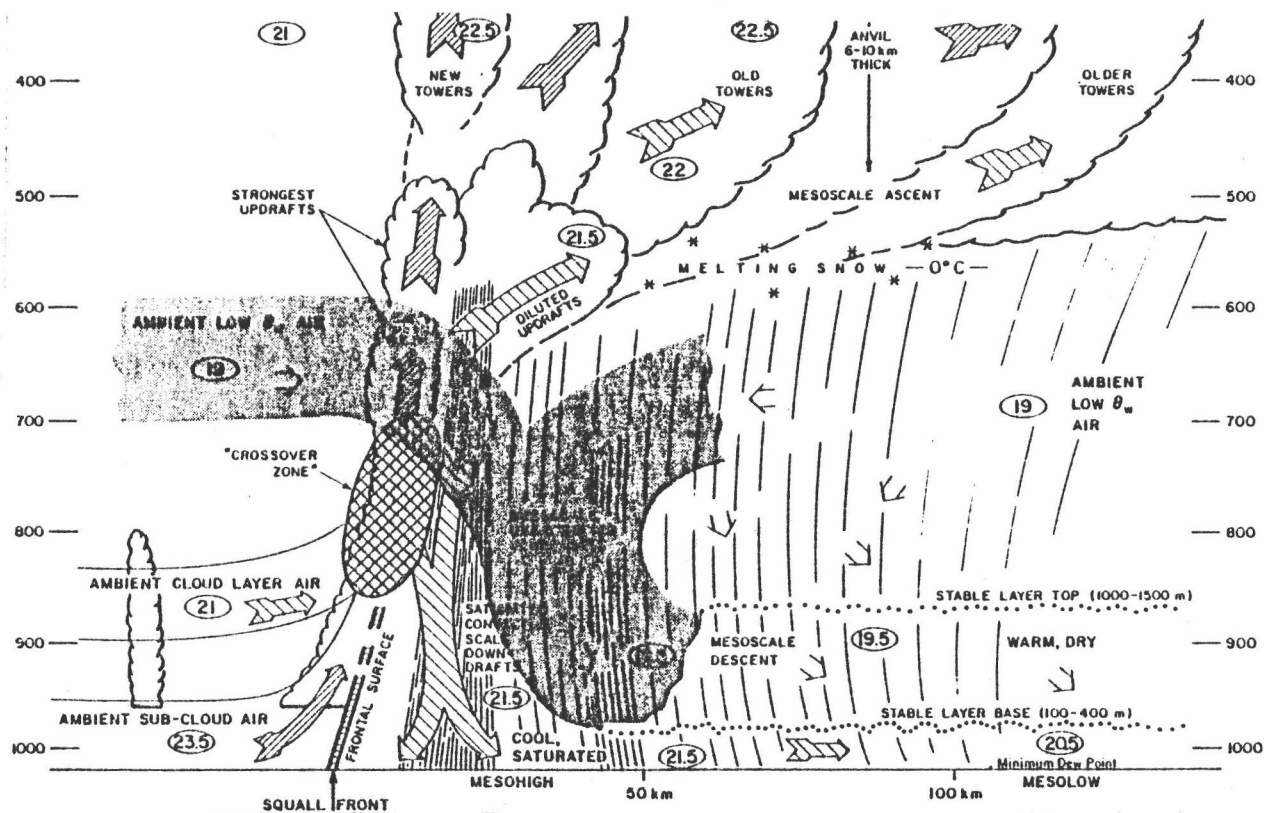 21
22.5
22.5
ANVIL
6-10km
THICK
NEW
TOWERS
OLD
TOWERS
OLDER
TOWERS
400
400
22
STRONGEST
UPDRAFTS
500
500
MESOSCALE ASCENT
21.5
MELTING SNOW —0°C—
DILUTED
UPDRAFTS
600
600
AMBIENT LOW θw AIR
19
19
AMBIENT
LOW θw
AIR
700
700
"CROSSOVER
ZONE"
800
800
AMBIENT CLOUD LAYER AIR
21
STABLE LAYER TOP (1000-1500 m)
SCALE
DOWN-
DRAFTS
900
900
MESOSCALE
DESCENT
19.5
WARM, DRY
21.5
FRONTAL SURFACE
AMBIENT SUB-CLOUD AIR
23.5
STABLE LAYER BASE (100-400 m)
COOL,
SATURATED
21.5
20.5
1000
1000
Minimum Dew Point
MESOHIGH
50 km
100 km
MESOLOW
SQUALL FRONT